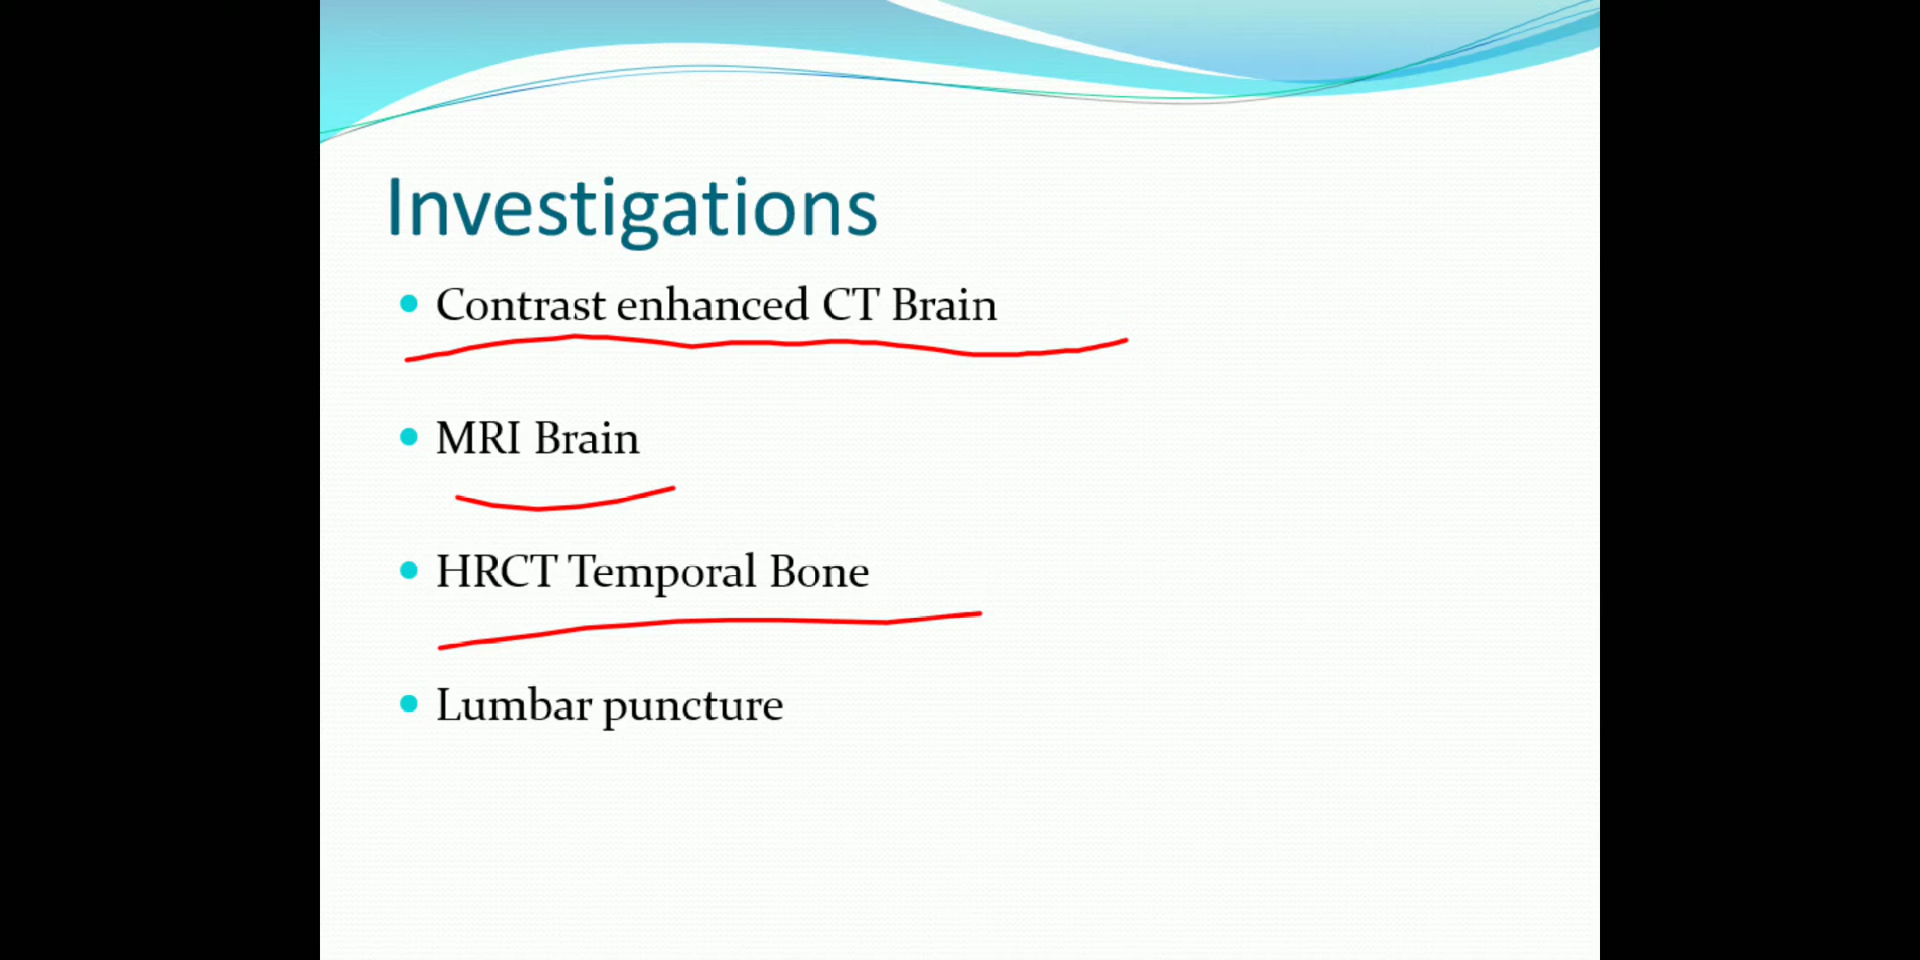 Investigations
Contrast enhanced CT Brain
MRI Brain
HRCT Temporal Bone
Lumbar puncture